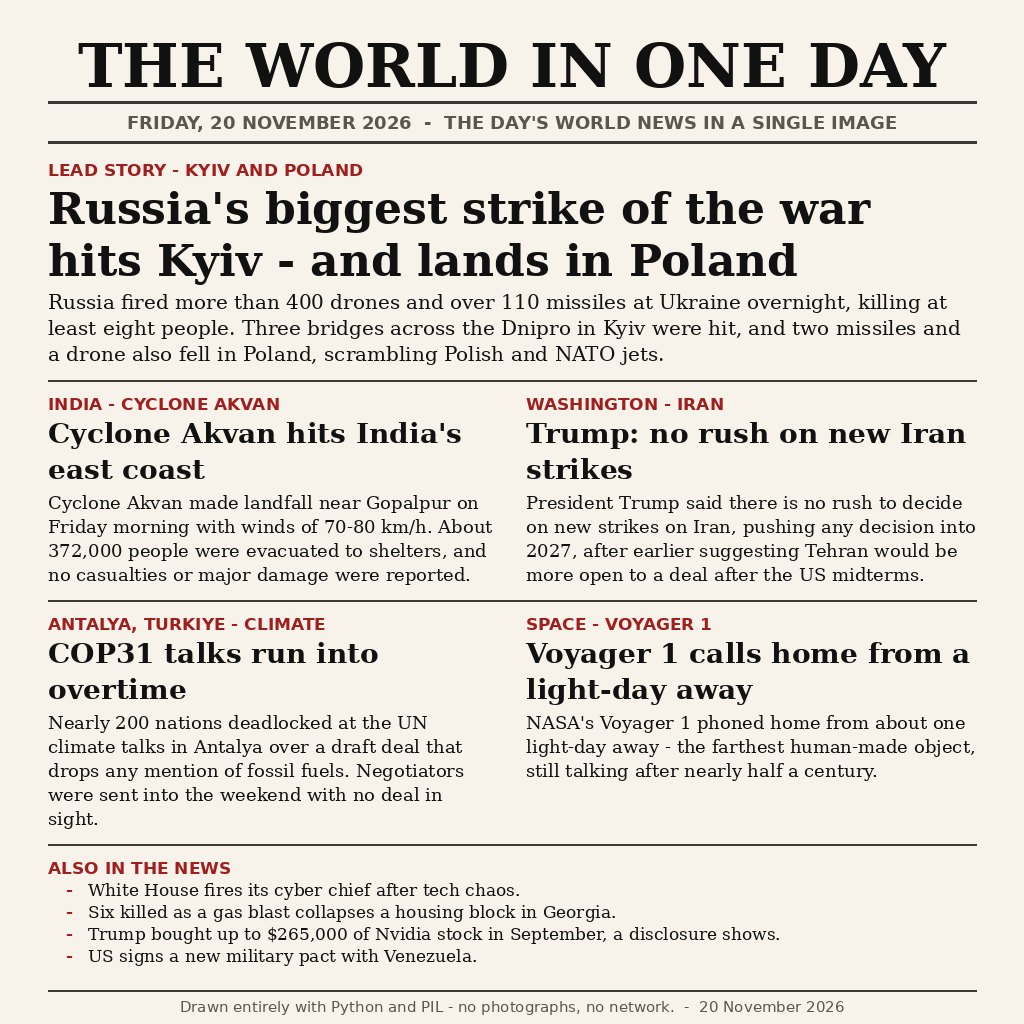 THE WORLD IN ONE DAY
FRIDAY, 20 NOVEMBER 2026 - THE DAY'S WORLD NEWS IN A SINGLE IMAGE
LEAD STORY - KYIV AND POLAND
Russia's biggest strike of the war
hits Kyiv - and lands in Poland
Russia fired more than 400 drones and over 110 missiles at Ukraine overnight, killing at
least eight people. Three bridges across the Dnipro in Kyiv were hit, and two missiles and
a drone also fell in Poland, scrambling Polish and NATO jets.
INDIA - CYCLONE AKVAN
Cyclone Akvan hits India's
east coast
Cyclone Akvan made landfall near Gopalpur on
Friday morning with winds of 70-80 km/h. About
372,000 people were evacuated to shelters, and
no casualties or major damage were reported.
WASHINGTON - IRAN
Trump: no rush on new Iran
strikes
President Trump said there is no rush to decide
on new strikes on Iran, pushing any decision into
2027, after earlier suggesting Tehran would be
more open to a deal after the US midterms.
ANTALYA, TURKIYE - CLIMATE
COP31 talks run into
overtime
Nearly 200 nations deadlocked at the UN
climate talks in Antalya over a draft deal that
drops any mention of fossil fuels. Negotiators
were sent into the weekend with no deal in
sight.
SPACE - VOYAGER 1
Voyager 1 calls home from a
light-day away
NASA's Voyager 1 phoned home from about one
light-day away - the farthest human-made object,
still talking after nearly half a century.
ALSO IN THE NEWS
- White House fires its cyber chief after tech chaos.
- Six killed as a gas blast collapses a housing block in Georgia.
- Trump bought up to $265,000 of Nvidia stock in September, a disclosure shows.
- US signs a new military pact with Venezuela.
Drawn entirely with Python and PIL - no photographs, no network. - 20 November 2026